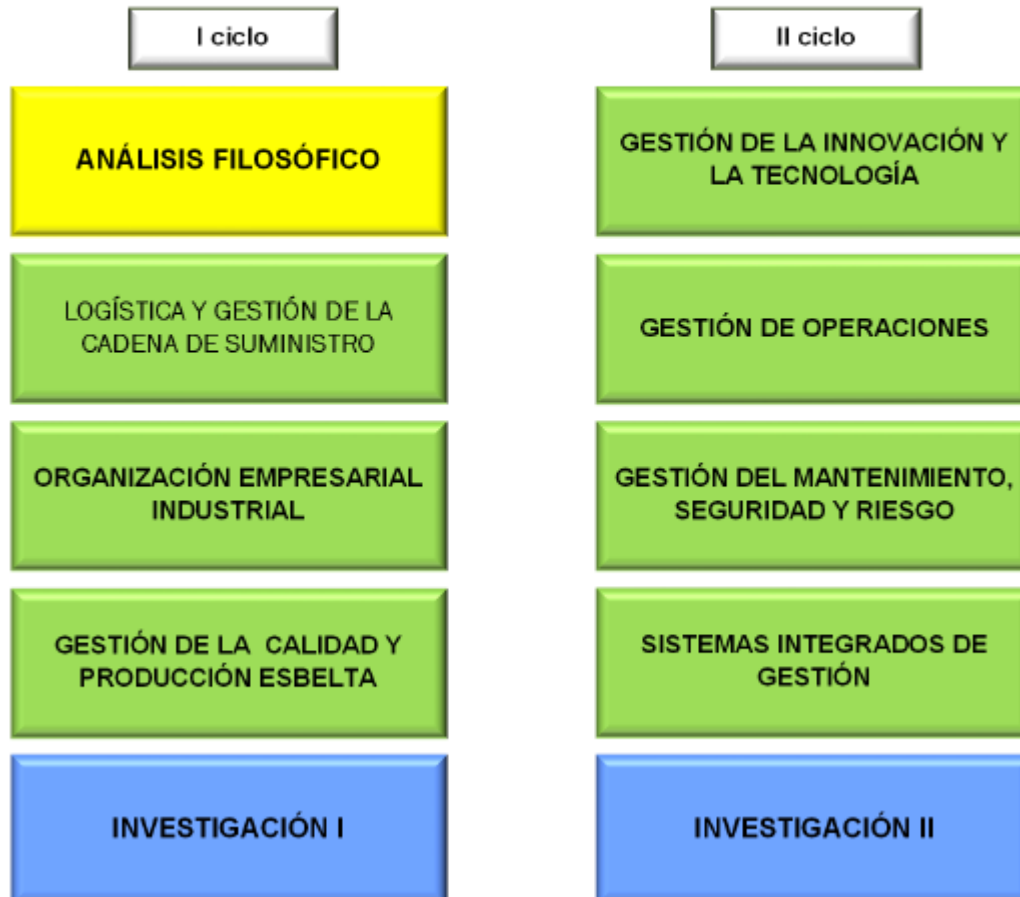 I ciclo
ANÁLISIS FILOSÓFICO
LOGÍSTICA Y GESTIÓN DE LA
CADENA DE SUMINISTRO
ORGANIZACIÓN EMPRESARIAL
INDUSTRIAL
GESTIÓN DE LA CALIDAD Y
PRODUCCIÓN ESBELTA
INVESTIGACIÓN I
II ciclo
GESTIÓN DE LA INNOVACIÓN Y
LA TECNOLOGÍA
GESTIÓN DE OPERACIONES
GESTIÓN DEL MANTENIMIENTO,
SEGURIDAD Y RIESGO
SISTEMAS INTEGRADOS DE
GESTIÓN
INVESTIGACIÓN II